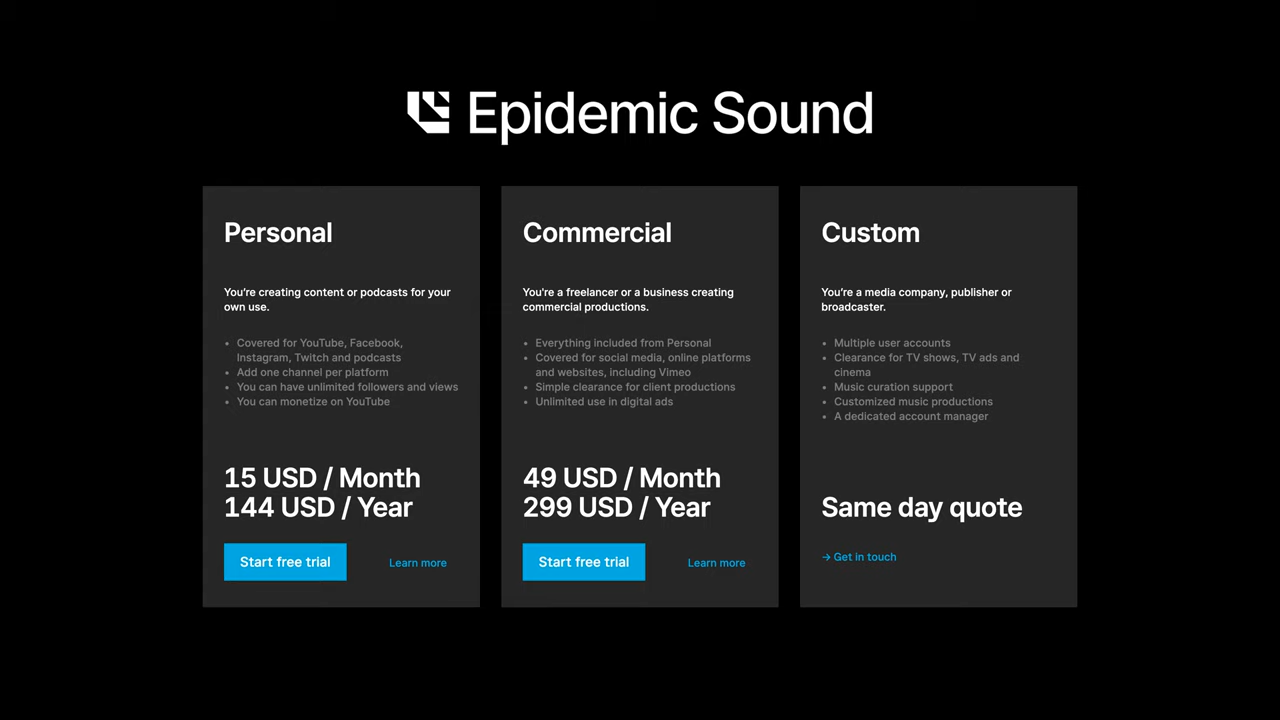 Epidemic Sound
Personal
You’re creating content or podcasts for your
own use.
• Covered for YouTube, Facebook,
Instagram, Twitch and podcasts
• Add one channel per platform
• You can have unlimited followers and views
• You can monetize on YouTube
15 USD / Month
144 USD / Year
Start free trial
Learn more
Commercial
You're a freelancer or a business creating
commercial productions.
• Everything included from Personal
• Covered for social media, online platforms
and websites, including Vimeo
• Simple clearance for client productions
• Unlimited use in digital ads
49 USD / Month
299 USD / Year
Start free trial
Learn more
Custom
You’re a media company, publisher or
broadcaster.
• Multiple user accounts
• Clearance for TV shows, TV ads and
cinema
• Music curation support
• Customized music productions
• A dedicated account manager
Same day quote
→ Get in touch